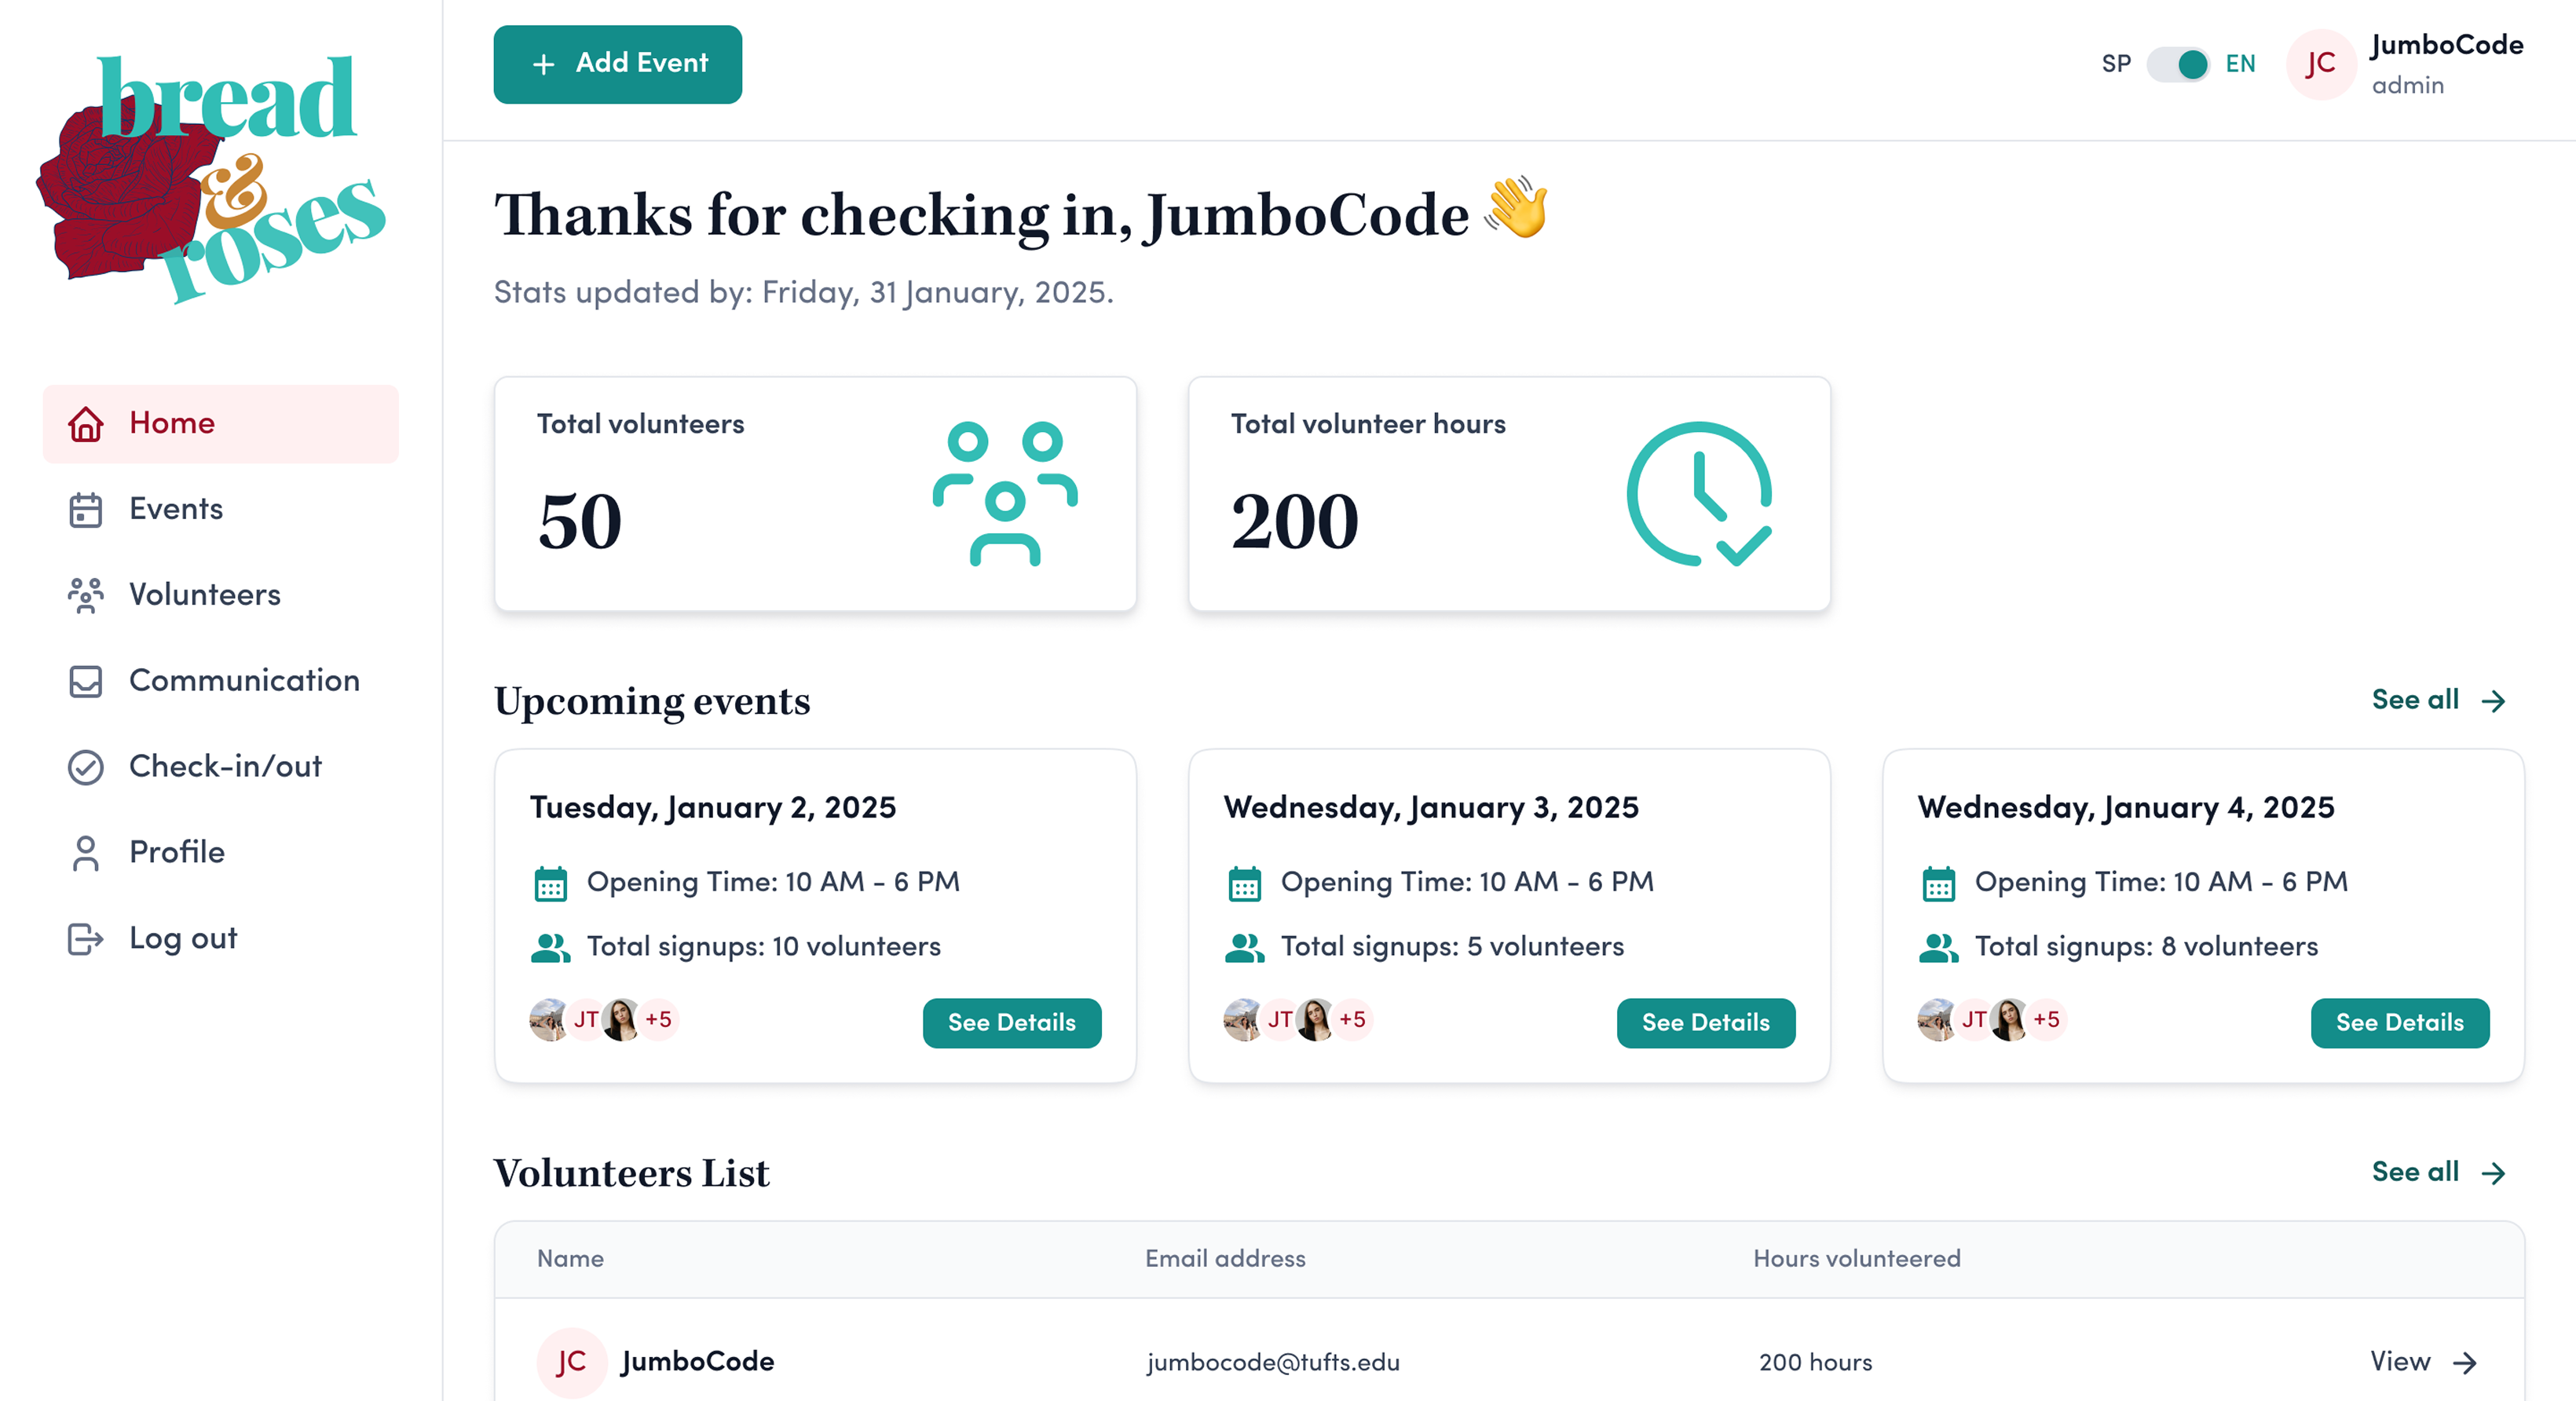 bread
&
roses
Home
Events
Volunteers
Communication
Check-in/out
Profile
Log out
+ Add Event
SP EN
JC
JumboCode
admin
Thanks for checking in, JumboCode 👋
Stats updated by: Friday, 31 January, 2025.
Total volunteers
50
Total volunteer hours
200
Upcoming events
See all →
Tuesday, January 2, 2025
Opening Time: 10 AM - 6 PM
Total signups: 10 volunteers
JT +5
See Details
Wednesday, January 3, 2025
Opening Time: 10 AM - 6 PM
Total signups: 5 volunteers
JT +5
See Details
Wednesday, January 4, 2025
Opening Time: 10 AM - 6 PM
Total signups: 8 volunteers
JT +5
See Details
Volunteers List
See all →
Name Email address Hours volunteered
JC JumboCode jumbocode@tufts.edu 200 hours View →